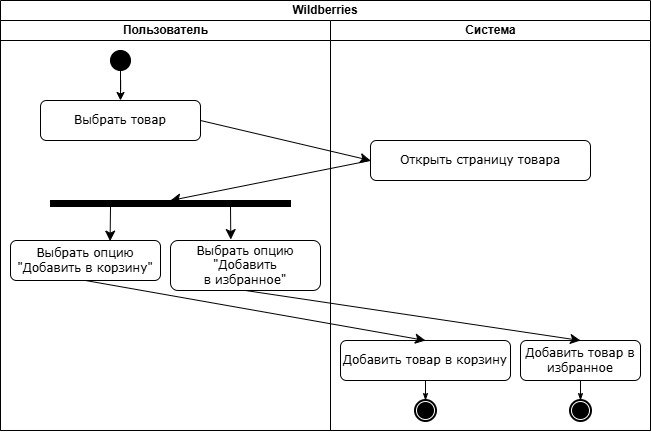 Wildberries
Пользователь
Система
Выбрать товар
Открыть страницу товара
Выбрать опцию
"Добавить в корзину"
Выбрать опцию
"Добавить
в избранное"
Добавить товар в корзину
Добавить товар в
избранное